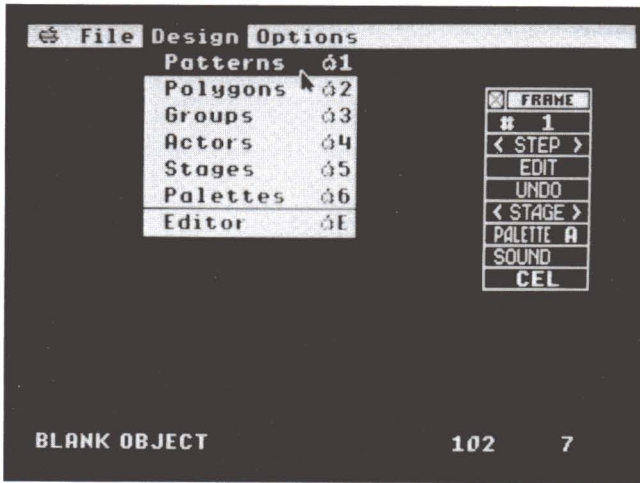 File Design Options
Patterns 1
Polygons 2
Groups 3
Actors 4
Stages 5
Palettes 6
Editor E
FRAME
# 1
< STEP >
EDIT
UNDO
< STAGE >
PALETTE A
SOUND
CEL
BLANK OBJECT 102 7